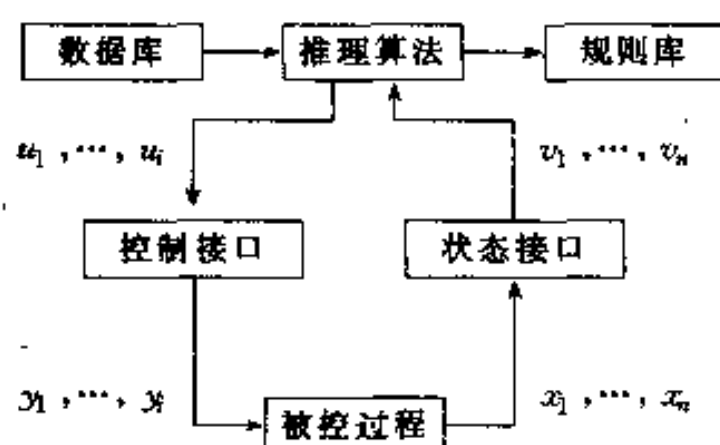 数据库 推理算法 规则库
u₁ ,…, uᵢ v₁ ,…, vₙ
控制接口 状态接口
y₁ ,…, yᵢ x₁ ,…, xₙ
被控过程